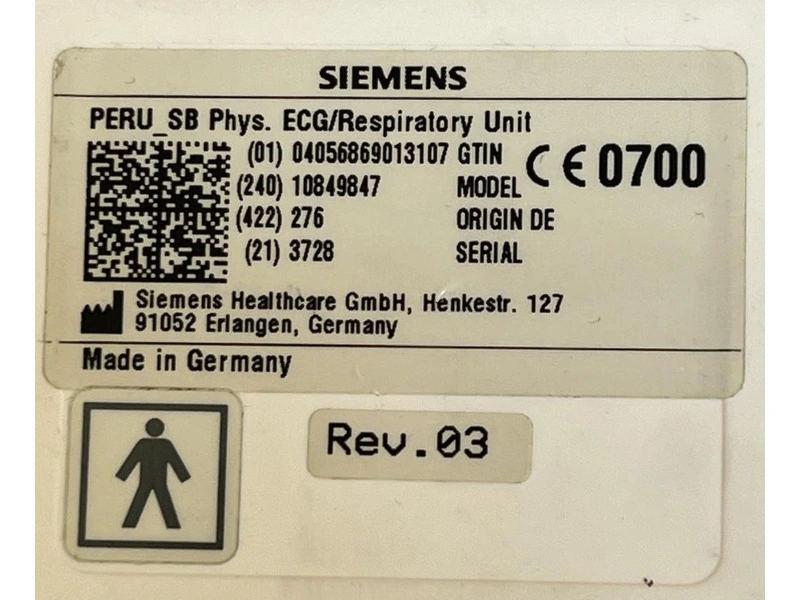 SIEMENS
PERU_SB Phys. ECG/Respiratory Unit
(01) 04056869013107 GTIN
(240) 10849847 MODEL
CE 0700
(422) 276 ORIGIN DE
(21) 3728 SERIAL
Siemens Healthcare GmbH, Henkestr. 127
91052 Erlangen, Germany
Made in Germany
Rev.03